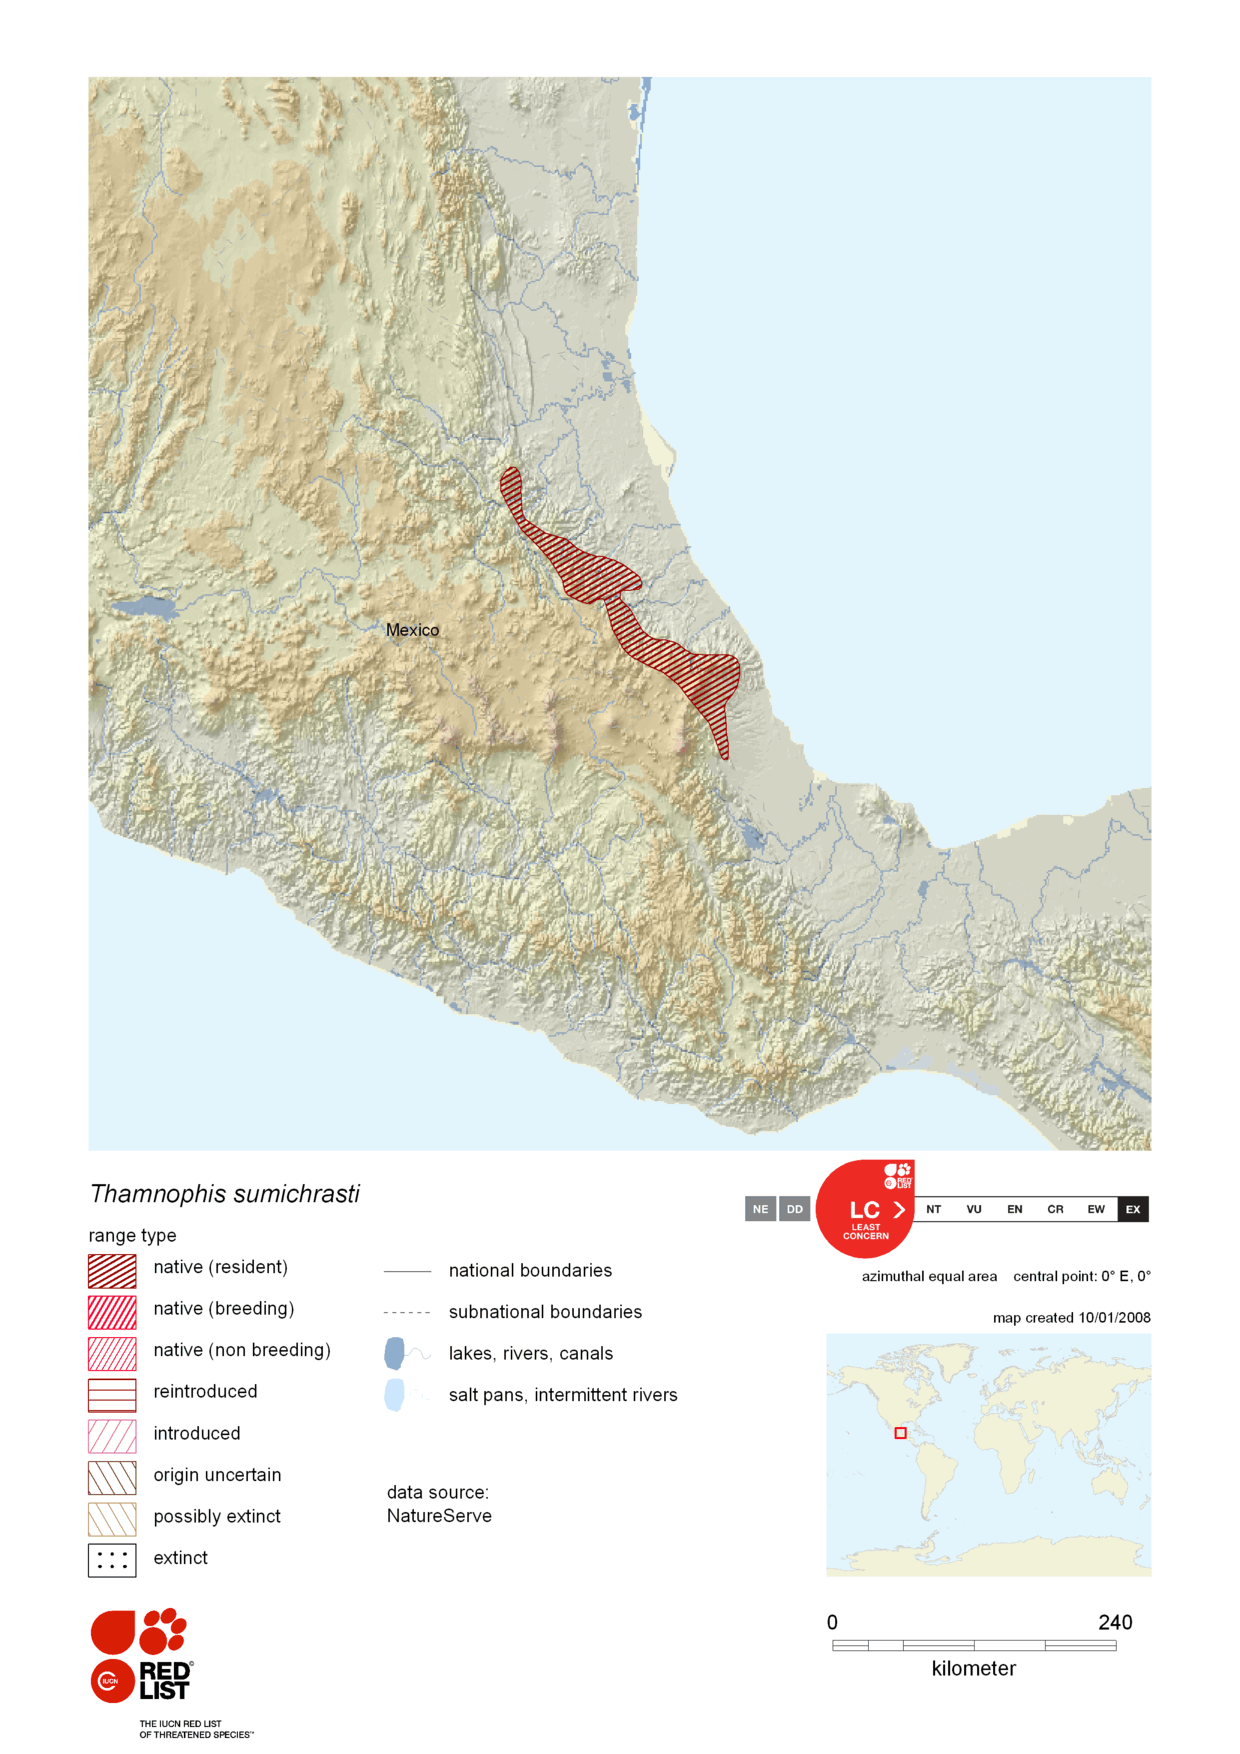 Mexico
Thamnophis sumichrasti
range type
native (resident)
native (breeding)
native (non breeding)
reintroduced
introduced
origin uncertain
possibly extinct
extinct
national boundaries
subnational boundaries
lakes, rivers, canals
salt pans, intermittent rivers
data source:
NatureServe
NE DD LC NT VU EN CR EW EX
LEAST
CONCERN
RED
LIST
azimuthal equal area central point: 0° E, 0°
map created 10/01/2008
0 240
kilometer
IUCN
RED©
LIST
THE IUCN RED LIST
OF THREATENED SPECIES™